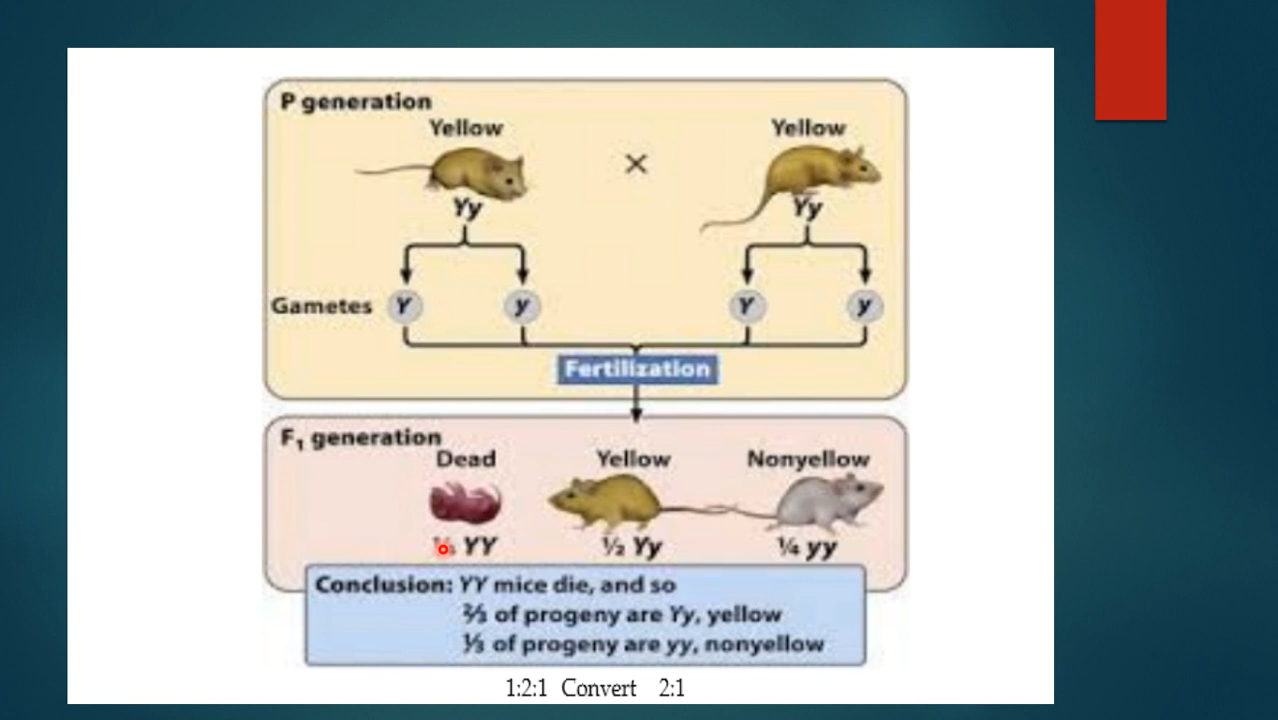 P generation
Yellow Yellow
×
Yy Yy
Gametes Y y Y y
Fertilization
F₁ generation
Dead Yellow Nonyellow
YY ½ Yy ¼ yy
Conclusion: YY mice die, and so
⅔ of progeny are Yy, yellow
⅓ of progeny are yy, nonyellow
1:2:1 Convert 2:1